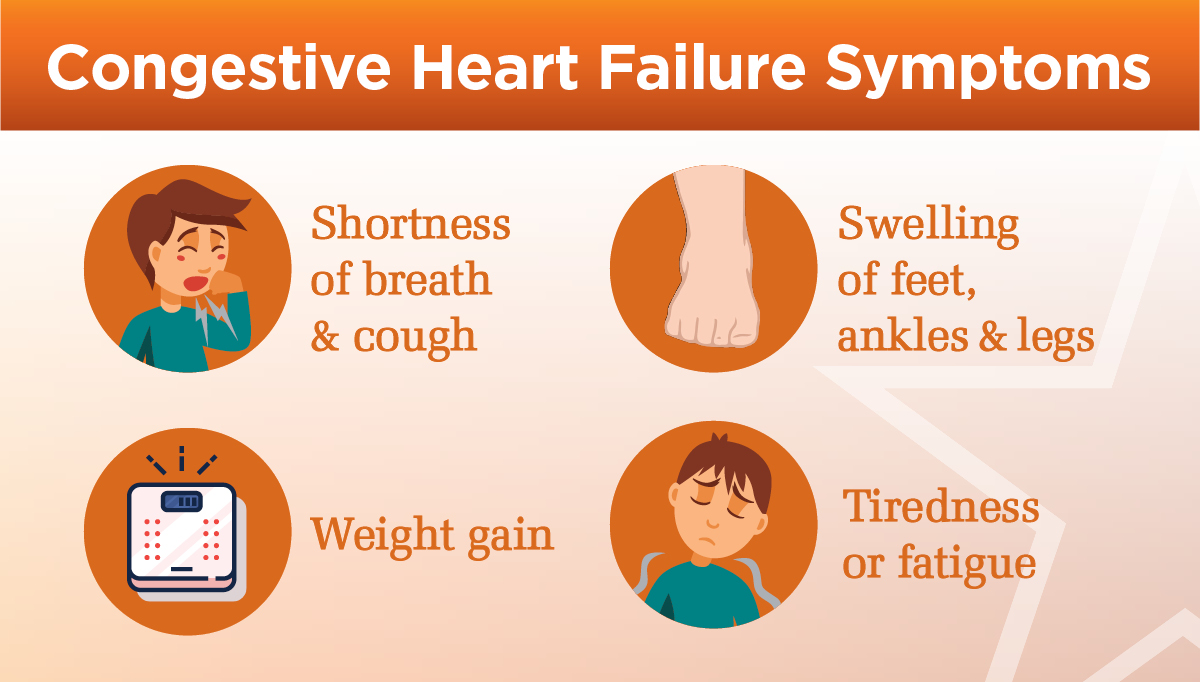 Congestive Heart Failure Symptoms
Shortness
of breath
& cough
Swelling
of feet,
ankles & legs
Weight gain
Tiredness
or fatigue